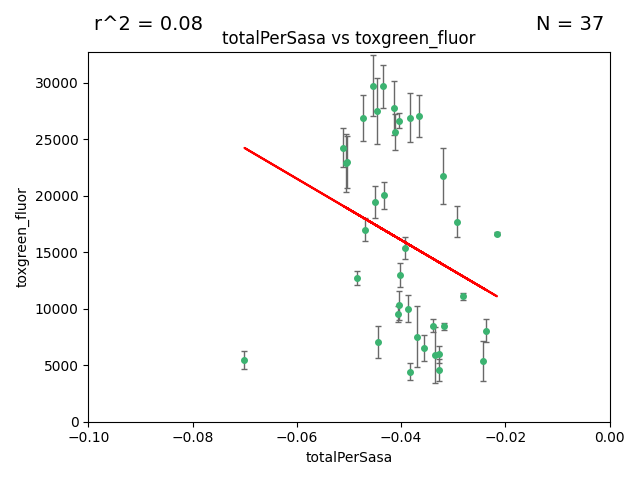 r^2 = 0.08
N = 37
totalPerSasa vs toxgreen_fluor
30000
25000
20000
15000
10000
5000
0
toxgreen_fluor
−0.10
−0.08
−0.06
−0.04
−0.02
0.00
totalPerSasa